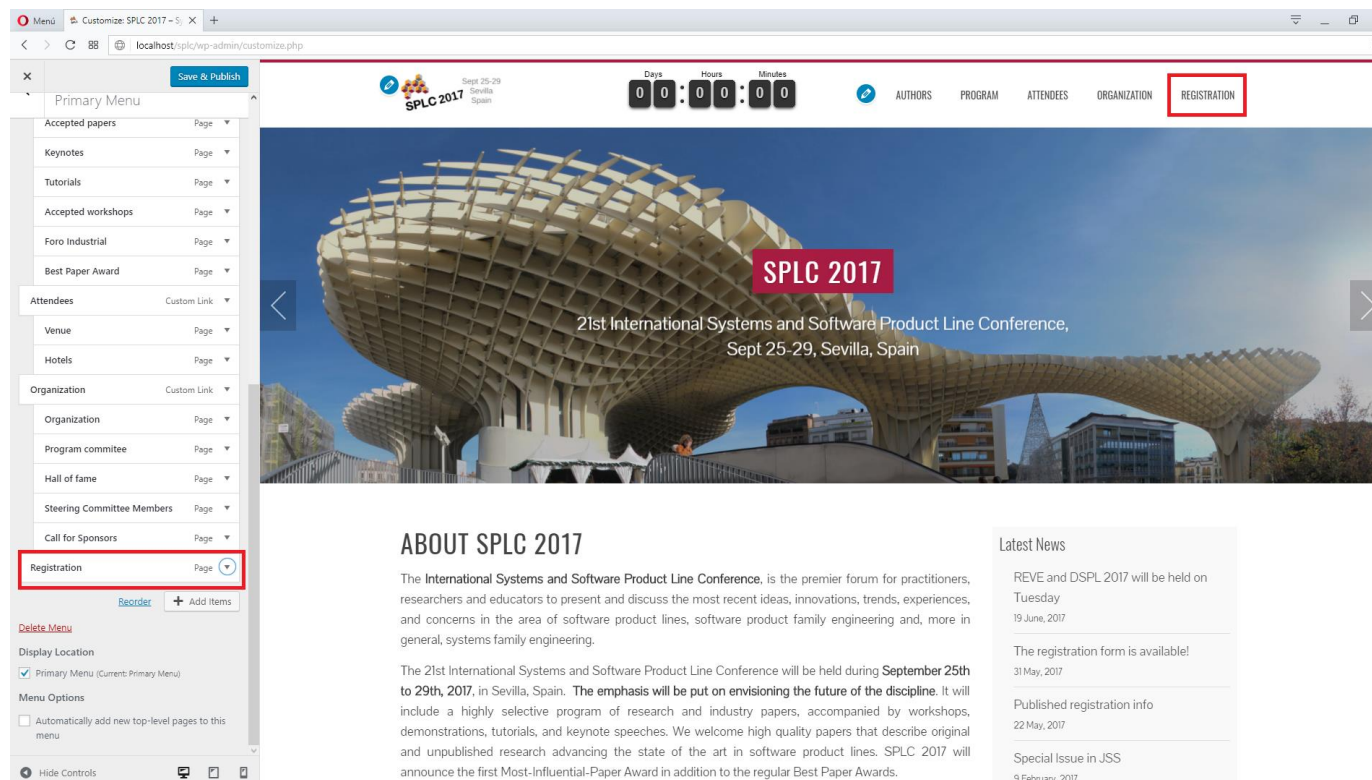 Menú
Customize: SPLC 2017 – S
localhost/splc/wp-admin/customize.php
Save & Publish
Primary Menu
Accepted papers Page
Keynotes Page
Tutorials Page
Accepted workshops Page
Foro Industrial Page
Best Paper Award Page
Attendees Custom Link
Venue Page
Hotels Page
Organization Custom Link
Organization Page
Program commitee Page
Hall of fame Page
Steering Committee Members Page
Call for Sponsors Page
Registration Page
Reorder + Add Items
Delete Menu
Display Location
Primary Menu (Current: Primary Menu)
Menu Options
Automatically add new top-level pages to this
menu
Hide Controls
SPLC 2017
Sept 25-29
Sevilla
Spain
Days Hours Minutes
0 0 : 0 0 : 0 0
AUTHORS PROGRAM ATTENDEES ORGANIZATION REGISTRATION
SPLC 2017
21st International Systems and Software Product Line Conference,
Sept 25-29, Sevilla, Spain
ABOUT SPLC 2017
The International Systems and Software Product Line Conference, is the premier forum for practitioners,
researchers and educators to present and discuss the most recent ideas, innovations, trends, experiences,
and concerns in the area of software product lines, software product family engineering and, more in
general, systems family engineering.
The 21st International Systems and Software Product Line Conference will be held during September 25th
to 29th, 2017, in Sevilla, Spain. The emphasis will be put on envisioning the future of the discipline. It will
include a highly selective program of research and industry papers, accompanied by workshops,
demonstrations, tutorials, and keynote speeches. We welcome high quality papers that describe original
and unpublished research advancing the state of the art in software product lines. SPLC 2017 will
announce the first Most-Influential-Paper Award in addition to the regular Best Paper Awards.
Latest News
REVE and DSPL 2017 will be held on
Tuesday
19 June, 2017
The registration form is available!
31 May, 2017
Published registration info
22 May, 2017
Special Issue in JSS
9 February, 2017